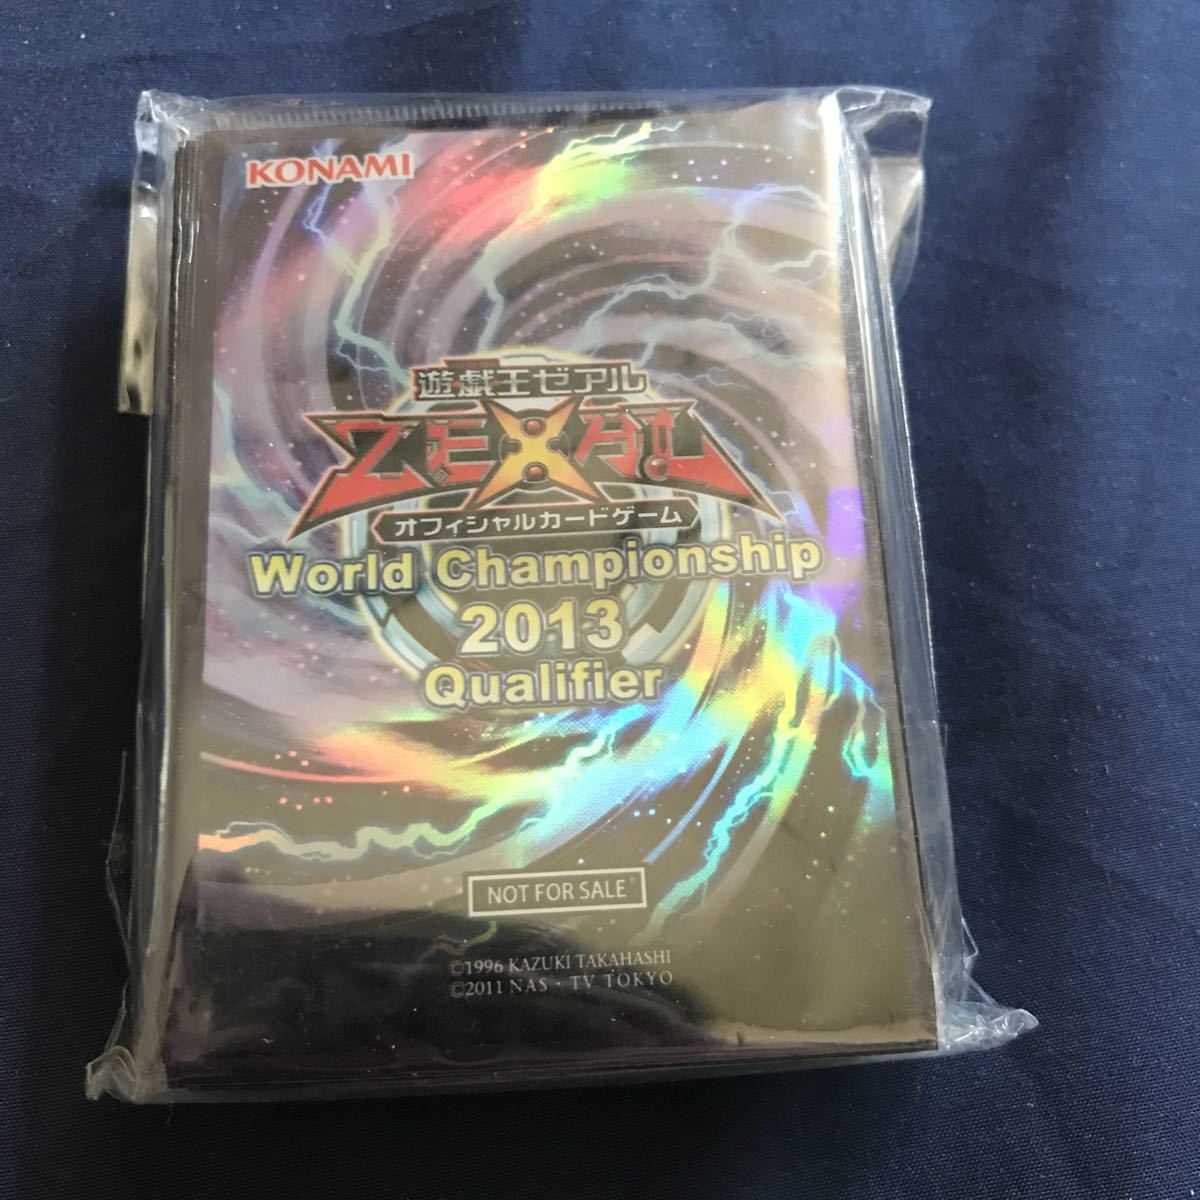 KONAMI
遊戯王ゼアル
ZEXAL
オフィシャルカードゲーム
World Championship
2013
Qualifier
NOT FOR SALE
©1996 KAZUKI TAKAHASHI
©2011 NAS・TV TOKYO